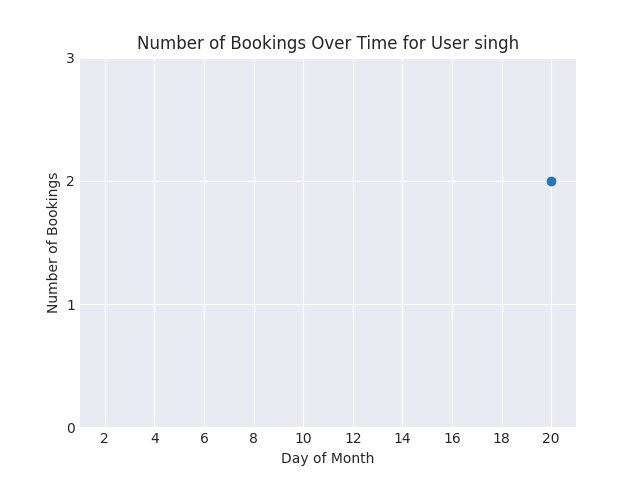 Number of Bookings Over Time for User singh
3
2
1
0
Number of Bookings
2 4 6 8 10 12 14 16 18 20
Day of Month